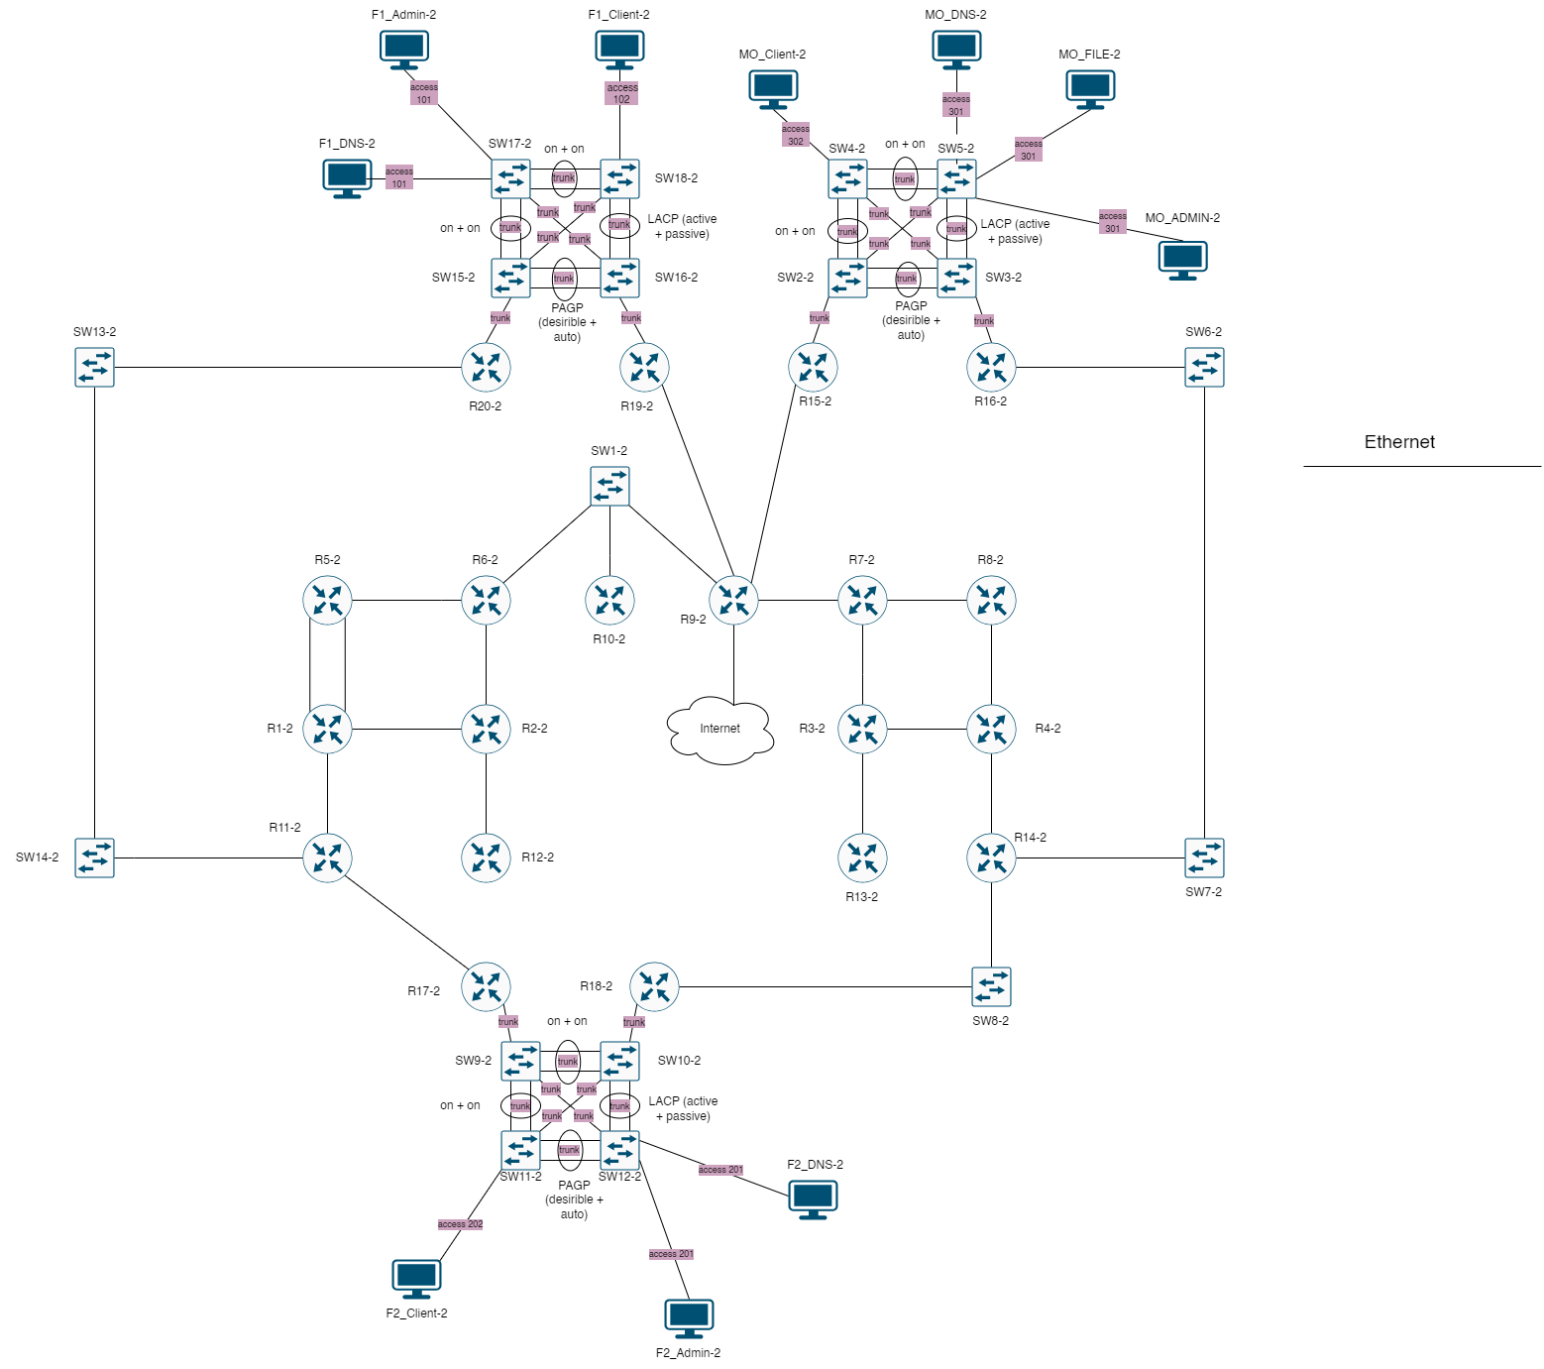 F1_Admin-2
F1_Client-2
MO_DNS-2
MO_Client-2
MO_FILE-2
access
101
access
102
access
301
access
302
access
301
F1_DNS-2
SW17-2
on + on
SW4-2
on + on
SW5-2
access
101
trunk
SW18-2
trunk
trunk
trunk
trunk
trunk
access
301
MO_ADMIN-2
on + on
trunk
LACP (active
+ passive)
trunk
on + on
trunk
LACP (active
+ passive)
trunk
trunk
trunk
trunk
trunk
SW15-2
trunk
SW16-2
SW2-2
trunk
SW3-2
PAGP
(desirible +
auto)
PAGP
(desirible +
auto)
trunk
trunk
trunk
trunk
SW13-2
SW6-2
R20-2
R19-2
R15-2
R16-2
Ethernet
SW1-2
R5-2
R6-2
R7-2
R8-2
R10-2
R9-2
R1-2
R2-2
Internet
R3-2
R4-2
R11-2
R14-2
SW14-2
R12-2
R13-2
SW7-2
R17-2
R18-2
trunk
on + on
trunk
SW8-2
SW9-2
trunk
SW10-2
trunk
trunk
on + on
trunk
trunk
LACP (active
+ passive)
trunk
trunk
trunk
SW11-2
SW12-2
PAGP
(desirible +
auto)
access 201
F2_DNS-2
access 202
access 201
F2_Client-2
F2_Admin-2